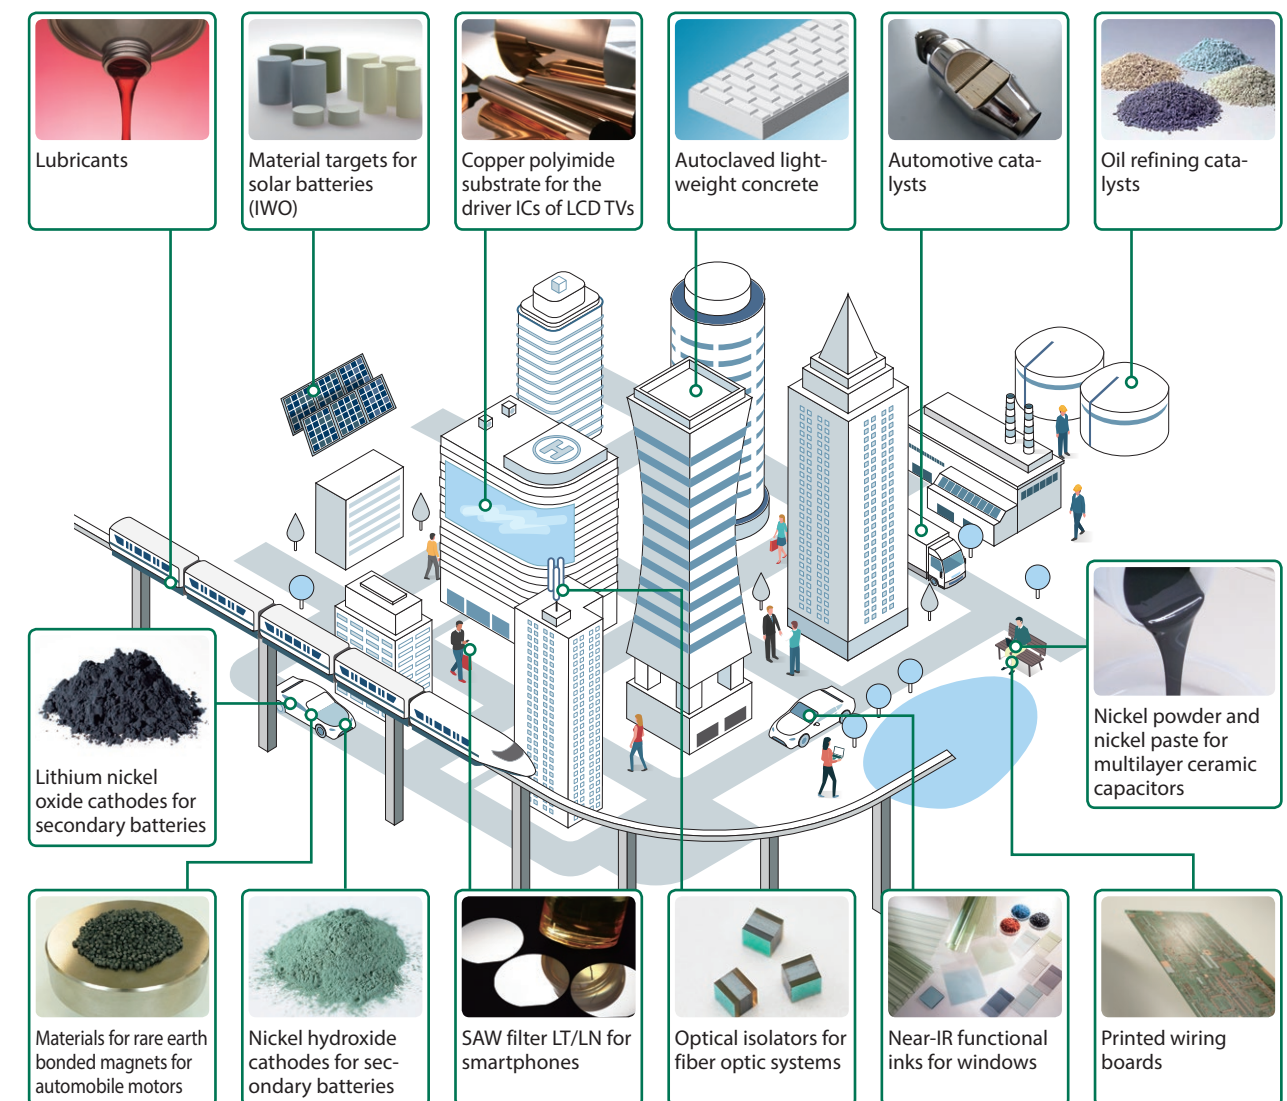 Lubricants
Material targets for
solar batteries
(IWO)
Copper polyimide
substrate for the
driver ICs of LCD TVs
Autoclaved light-
weight concrete
Automotive cata-
lysts
Oil refining cata-
lysts
H
Lithium nickel
oxide cathodes for
secondary batteries
Nickel powder and
nickel paste for
multilayer ceramic
capacitors
Materials for rare earth
bonded magnets for
automobile motors
Nickel hydroxide
cathodes for sec-
ondary batteries
SAW filter LT/LN for
smartphones
Optical isolators for
fiber optic systems
Near-IR functional
inks for windows
Printed wiring
boards